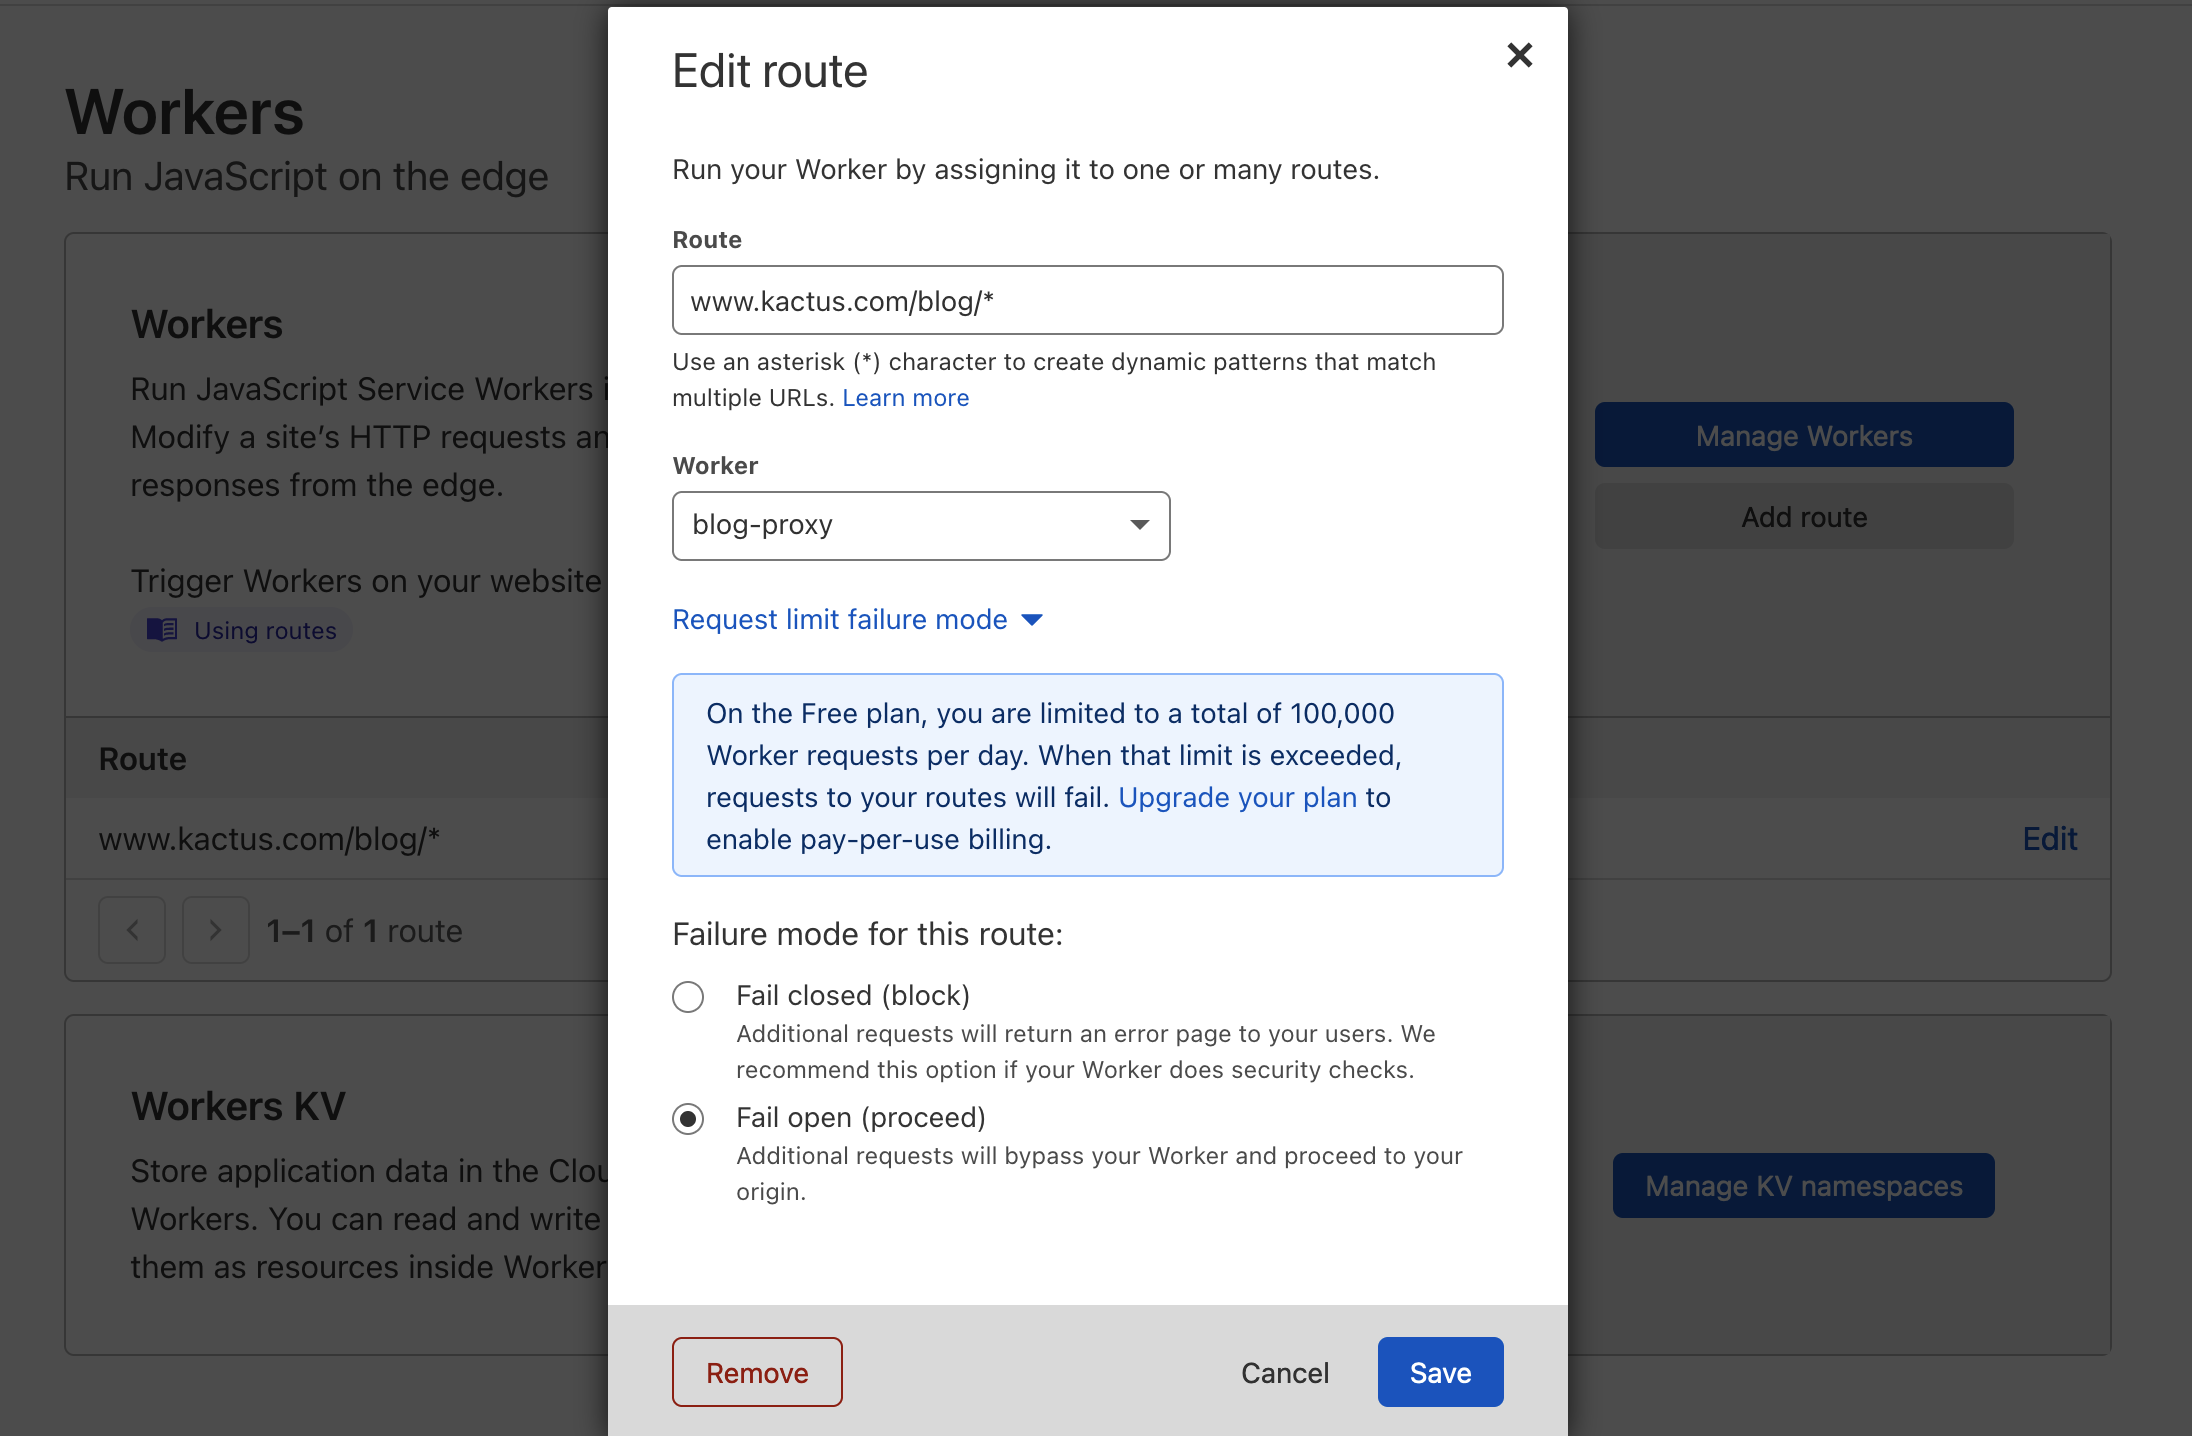 Workers
Run JavaScript on the edge
Workers
Run JavaScript Service Workers
Modify a site's HTTP requests an
responses from the edge.
Trigger Workers on your website
Using routes
Manage Workers
Add route
Route
www.kactus.com/blog/*
Edit
1–1 of 1 route
Workers KV
Store application data in the Clou
Workers. You can read and write
them as resources inside Worker
Manage KV namespaces
Edit route
Run your Worker by assigning it to one or many routes.
Route
www.kactus.com/blog/*
Use an asterisk (*) character to create dynamic patterns that match
multiple URLs. Learn more
Worker
blog-proxy
Request limit failure mode
On the Free plan, you are limited to a total of 100,000
Worker requests per day. When that limit is exceeded,
requests to your routes will fail. Upgrade your plan to
enable pay-per-use billing.
Failure mode for this route:
Fail closed (block)
Additional requests will return an error page to your users. We
recommend this option if your Worker does security checks.
Fail open (proceed)
Additional requests will bypass your Worker and proceed to your
origin.
Remove
Cancel
Save